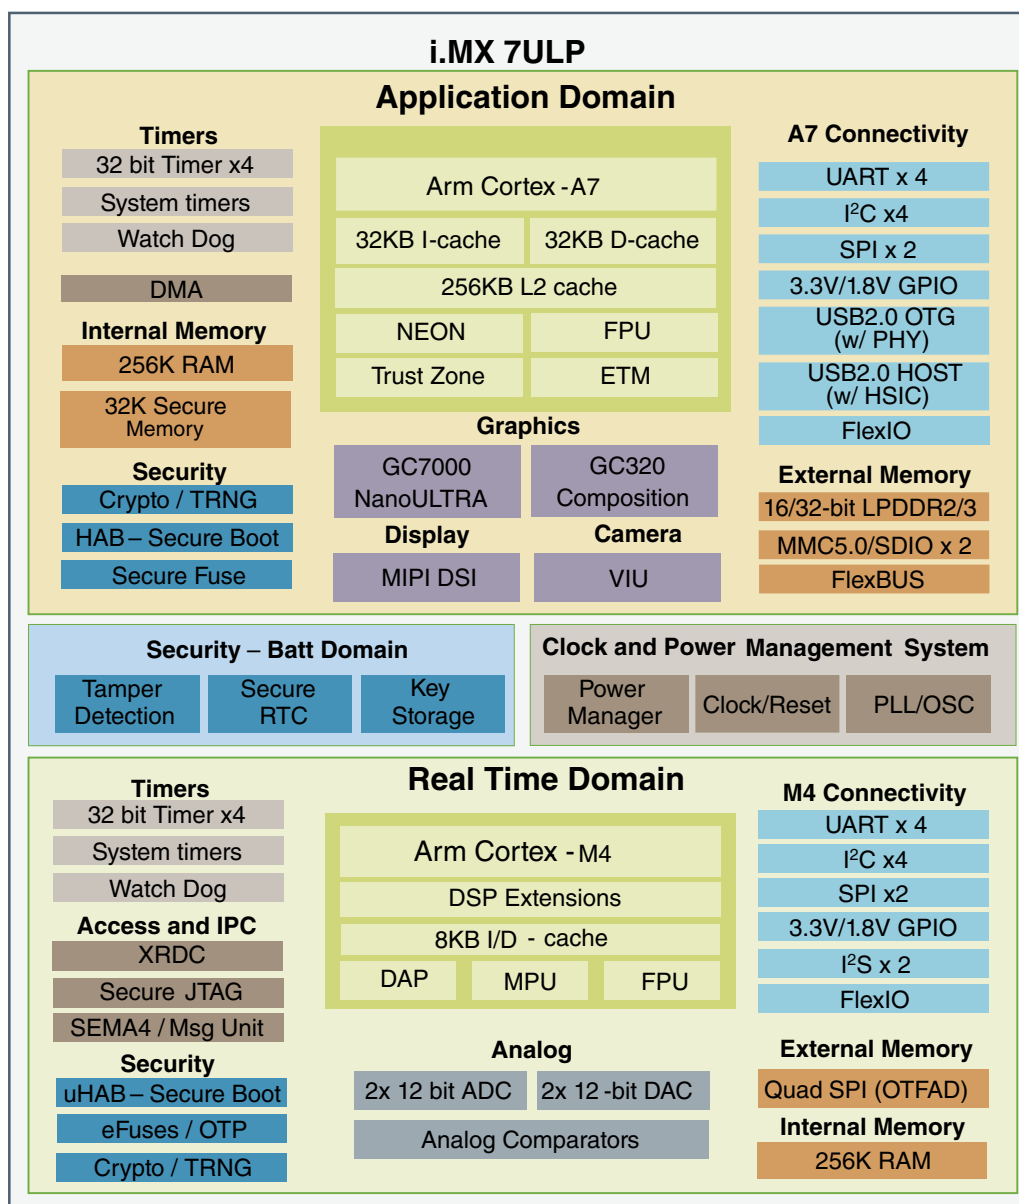 i.MX 7ULP
Application Domain
Timers
32 bit Timer x4
System timers
Watch Dog
DMA
Internal Memory
256K RAM
32K Secure
Memory
Security
Crypto / TRNG
HAB – Secure Boot
Secure Fuse
Arm Cortex -A7
32KB I-cache
32KB D-cache
256KB L2 cache
NEON
FPU
Trust Zone
ETM
Graphics
GC7000
NanoULTRA
GC320
Composition
Display
MIPI DSI
Camera
VIU
A7 Connectivity
UART x 4
I²C x4
SPI x 2
3.3V/1.8V GPIO
USB2.0 OTG
(w/ PHY)
USB2.0 HOST
(w/ HSIC)
FlexIO
External Memory
16/32-bit LPDDR2/3
MMC5.0/SDIO x 2
FlexBUS
Security – Batt Domain
Tamper
Detection
Secure
RTC
Key
Storage
Clock and Power Management System
Power
Manager
Clock/Reset
PLL/OSC
Real Time Domain
Timers
32 bit Timer x4
System timers
Watch Dog
Access and IPC
XRDC
Secure JTAG
SEMA4 / Msg Unit
Security
uHAB – Secure Boot
eFuses / OTP
Crypto / TRNG
Arm Cortex - M4
DSP Extensions
8KB I/D - cache
DAP
MPU
FPU
Analog
2x 12 bit ADC
2x 12 -bit DAC
Analog Comparators
M4 Connectivity
UART x 4
I²C x4
SPI x2
3.3V/1.8V GPIO
I²S x 2
FlexIO
External Memory
Quad SPI (OTFAD)
Internal Memory
256K RAM